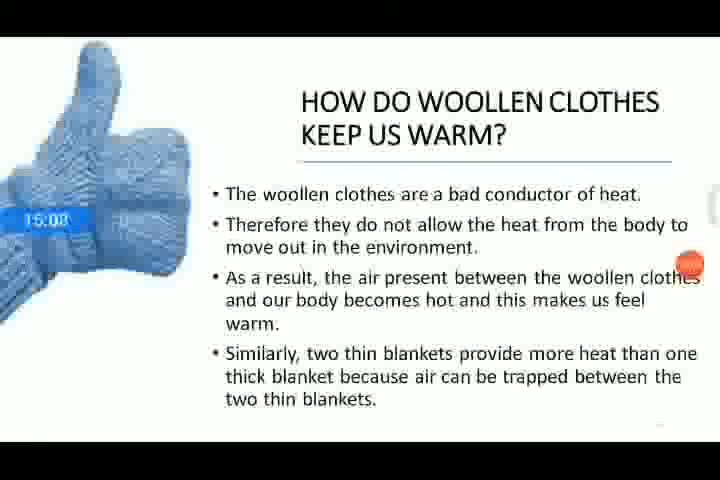 HOW DO WOOLLEN CLOTHES
KEEP US WARM?
• The woollen clothes are a bad conductor of heat.
• Therefore they do not allow the heat from the body to
move out in the environment.
15:02
• As a result, the air present between the woollen clothes
and our body becomes hot and this makes us feel
warm.
• Similarly, two thin blankets provide more heat than one
thick blanket because air can be trapped between the
two thin blankets.